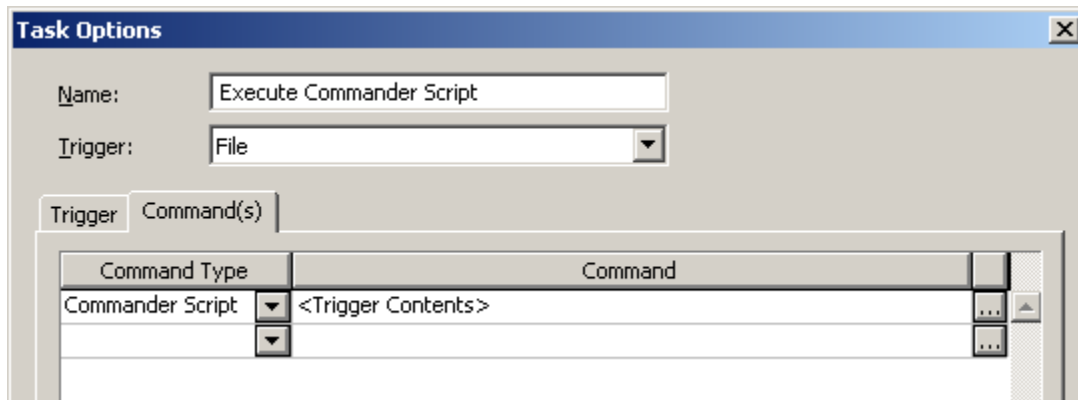 Task Options
Name: Execute Commander Script
Trigger: File
Trigger Command(s)
Command Type Command
Commander Script <Trigger Contents> ...
...